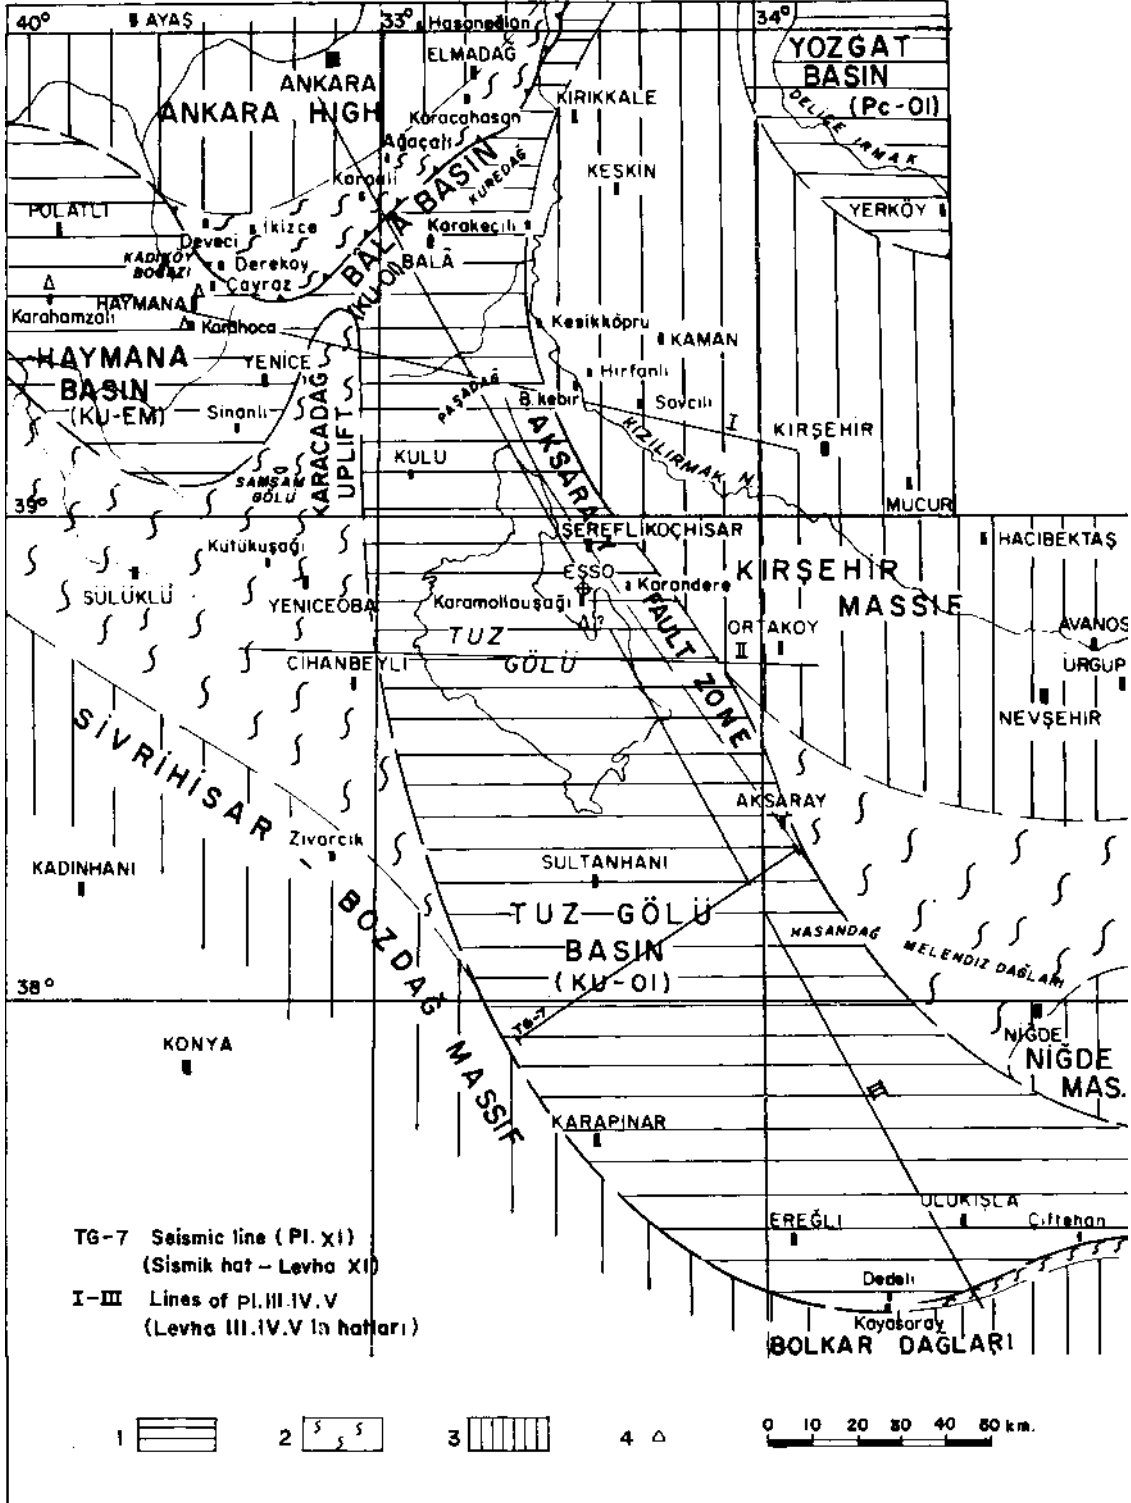 40°
AYAŞ
33°
Hasanoğlan
34°
ELMADAĞ
YOZGAT
BASIN
(Pc-Ol)
ANKARA
ANKARA HIGH
KIRIKKALE
DELİCE IRMAK
Karacahasan
Ağaçalı
KESKİN
Karaali
BÂLÂ BASIN
(KU-Ol)
KUREDAĞ
POLATLI
YERKÖY
İkizce
Karakeçili
Deveci
KADIKÖY
BOĞAZI
Dereköy
BALÂ
Çayraz
HAYMANA
Karahamzalı
Karahoca
Kesikköprü
KAMAN
HAYMANA
BASIN
(KU-EM)
YENİCE
Hirfanlı
PAŞADAĞ
B.kebir
Savcılı
Sinanlı
KARACADAĞ
UPLIFT
I
KIRŞEHİR
KIZILIRMAK N.
KULU
SAMSAM
GÖLÜ
MUCUR
39°
AKSARAY FAULT ZONE
ŞEREFLİKOÇHİSAR
HACIBEKTAŞ
Kütükuşağı
KIRŞEHİR
MASSIF
ESSO
Karandere
SÜLÜKLÜ
YENİCEOBA
Karamollauşağı
?
AVANOS
TUZ
GÖLÜ
ORTAKÖY
II
ÜRGÜP
CİHANBEYLİ
NEVŞEHİR
SİVRİHİSAR - BOZDAĞ MASSIF
AKSARAY
Zıvarcık
KADINHANI
SULTANHANI
TUZ-GÖLÜ
BASIN
(KU-Ol)
HASANDAĞ
MELENDİZ DAĞLARI
38°
TG-7
NİĞDE
NİĞDE
MAS.
KONYA
III
KARAPINAR
ULUKIŞLA
EREĞLİ
Çiftehan
TG-7 Seismic line (Pl. XI)
(Sismik hat - Levha XI)
Dedeli
I-III Lines of pl.III.IV.V
(Levha III.IV.V in hatları)
Kayasaray
BOLKAR DAĞLARI
1
2
3
4
0 10 20 30 40 50 km.